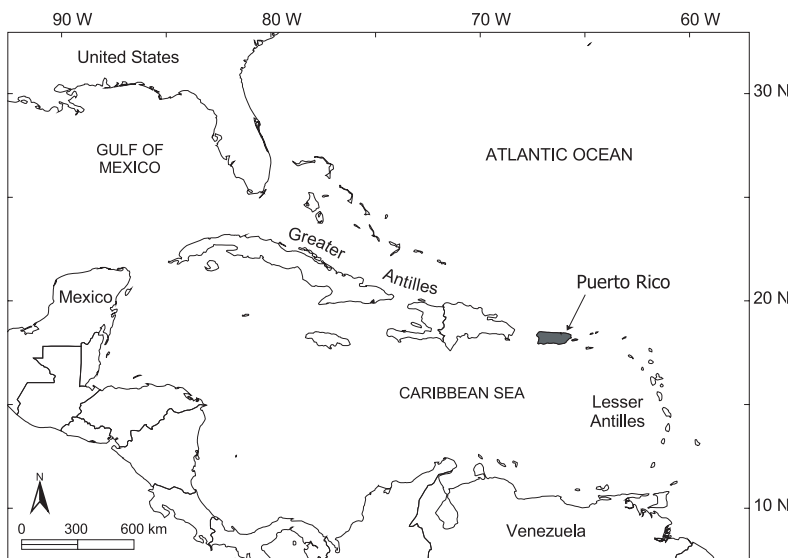 90 W
80 W
70 W
60 W
United States
30 N
GULF OF
MEXICO
ATLANTIC OCEAN
Greater
Antilles
Puerto Rico
Mexico
20 N
CARIBBEAN SEA
Lesser
Antilles
N
0 300 600 km
Venezuela
10 N